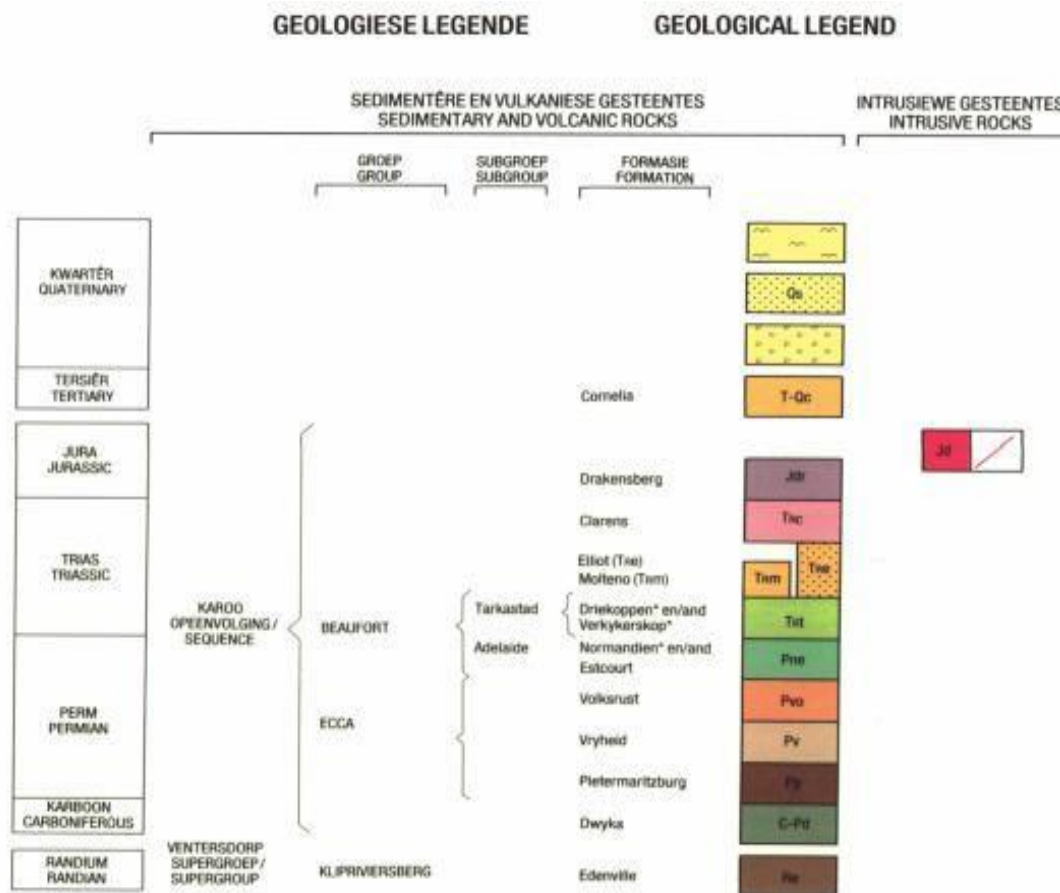 GEOLOGIESE LEGENDE GEOLOGICAL LEGEND
SEDIMENTÊRE EN VULKANIESE GESTEENTES
SEDIMENTARY AND VOLCANIC ROCKS
INTRUSIEWE GESTEENTES
INTRUSIVE ROCKS
GROEP
GROUP
SUBGROEP
SUBGROUP
FORMASIE
FORMATION
KWARTÊR
QUATERNARY
Qs
TERSIÊR
TERTIARY
Cornelia T-Qc
JURA
JURASSIC
Jd
Drakensberg Jdr
Clarens TRc
TRIAS
TRIASSIC
Elliot (TRe)
Molteno (TRm)
TRm TRe
KAROO
OPEENVOLGING /
SEQUENCE
BEAUFORT
Tarkastad
Driekoppen* en/and
Verkykerskop*
TRt
Adelaide
Normandien* en/and
Estcourt
Pne
PERM
PERMIAN
ECCA
Volksrust Pvo
Vryheid Pv
Pietermaritzburg Pp
KARBOON
CARBONIFEROUS
Dwyka C-Pd
RANDIUM
RANDIAN
VENTERSDORP
SUPERGROEP /
SUPERGROUP
KLIPRIVIERSBERG
Edenville Re